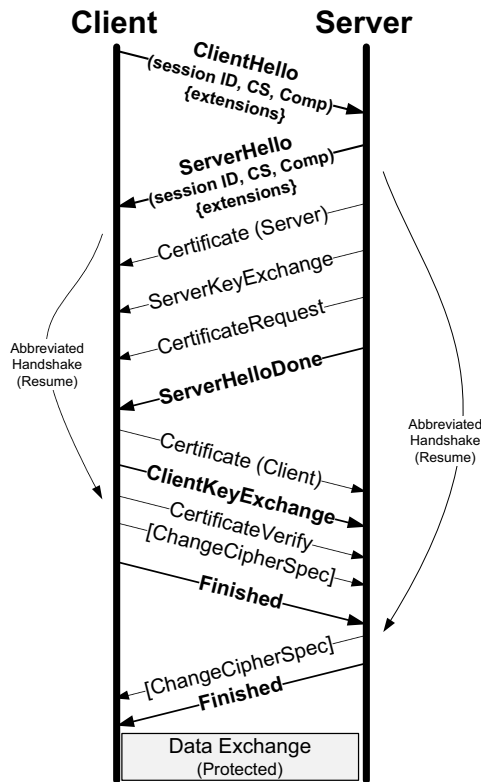 Client
Server
ClientHello
(session ID, CS, Comp)
{extensions}
ServerHello
(session ID, CS, Comp)
{extensions}
Certificate (Server)
ServerKeyExchange
CertificateRequest
ServerHelloDone
Abbreviated
Handshake
(Resume)
Abbreviated
Handshake
(Resume)
Certificate (Client)
ClientKeyExchange
CertificateVerify
[ChangeCipherSpec]
Finished
[ChangeCipherSpec]
Finished
Data Exchange
(Protected)